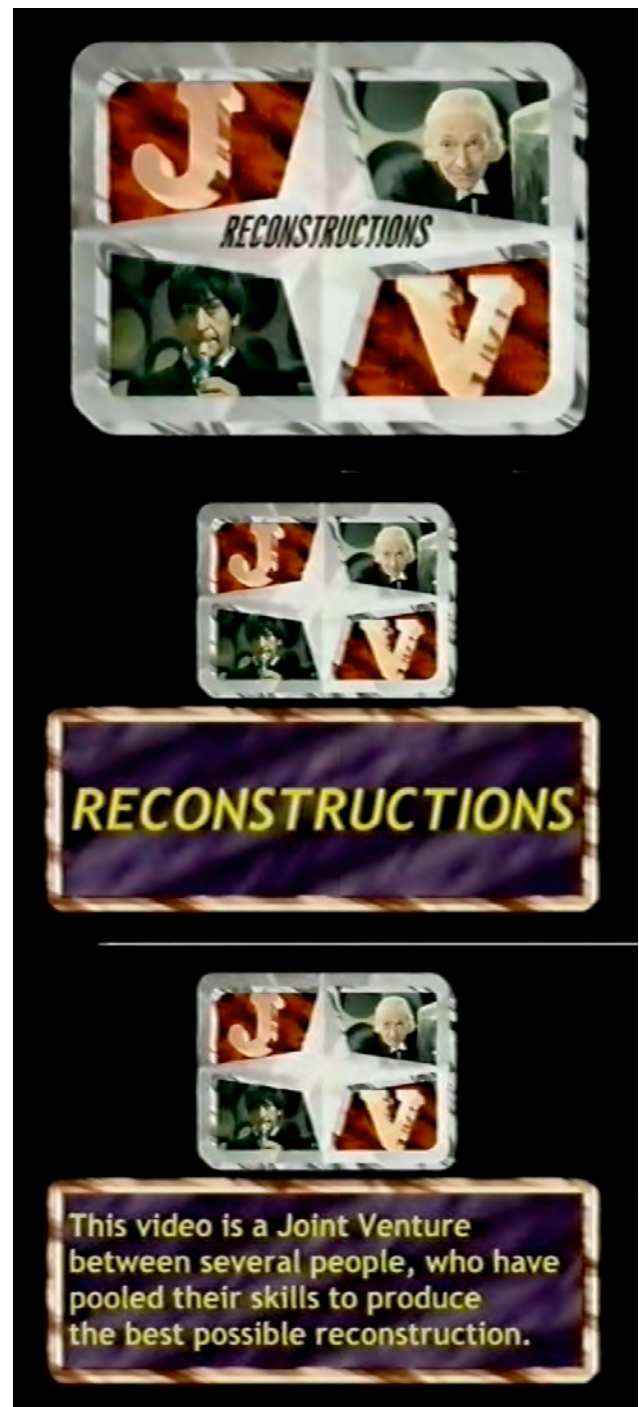 J
RECONSTRUCTIONS
V
J
V
RECONSTRUCTIONS
J
V
This video is a Joint Venture
between several people, who have
pooled their skills to produce
the best possible reconstruction.